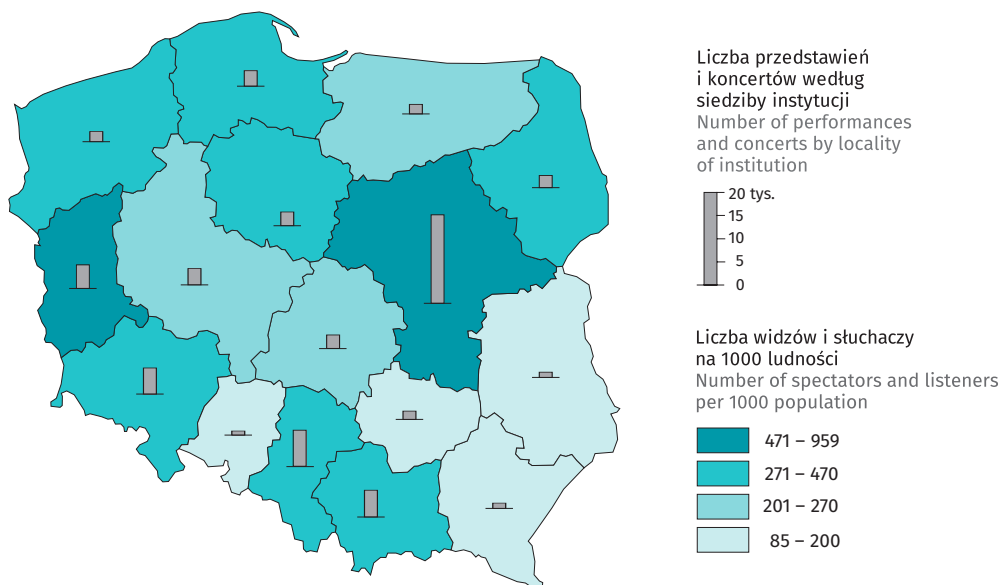 Liczba przedstawień
i koncertów według
siedziby instytucji
Number of performances
and concerts by locality
of institution
20 tys.
15
10
5
0
Liczba widzów i słuchaczy
na 1000 ludności
Number of spectators and listeners
per 1000 population
471 – 959
271 – 470
201 – 270
85 – 200